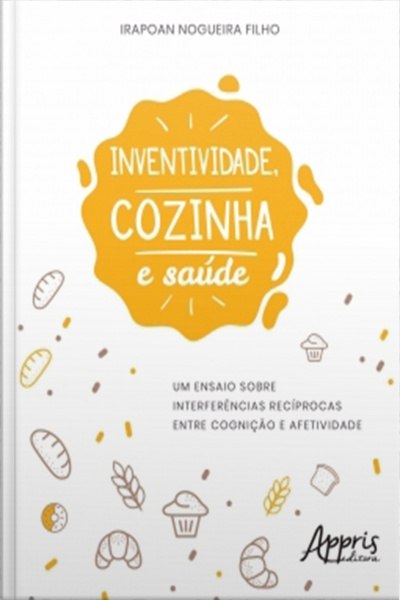 IRAPOAN NOGUEIRA FILHO
INVENTIVIDADE,
COZINHA
e saúde
UM ENSAIO SOBRE
INTERFERÊNCIAS RECÍPROCAS
ENTRE COGNIÇÃO E AFETIVIDADE
Appris
editora